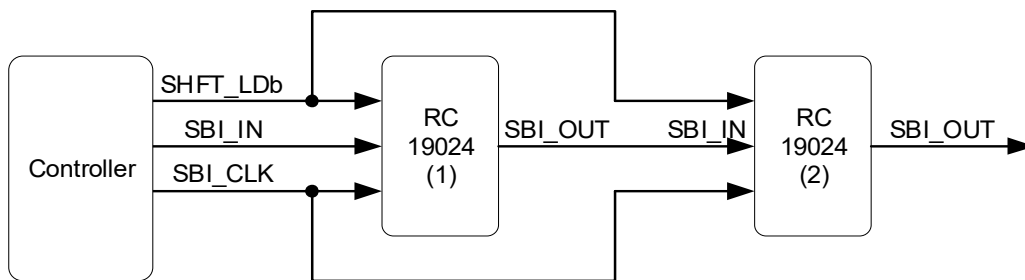 SHFT_LDb
SBI_IN
SBI_CLK
Controller
RC
19024
(1)
SBI_OUT
SBI_IN
RC
19024
(2)
SBI_OUT